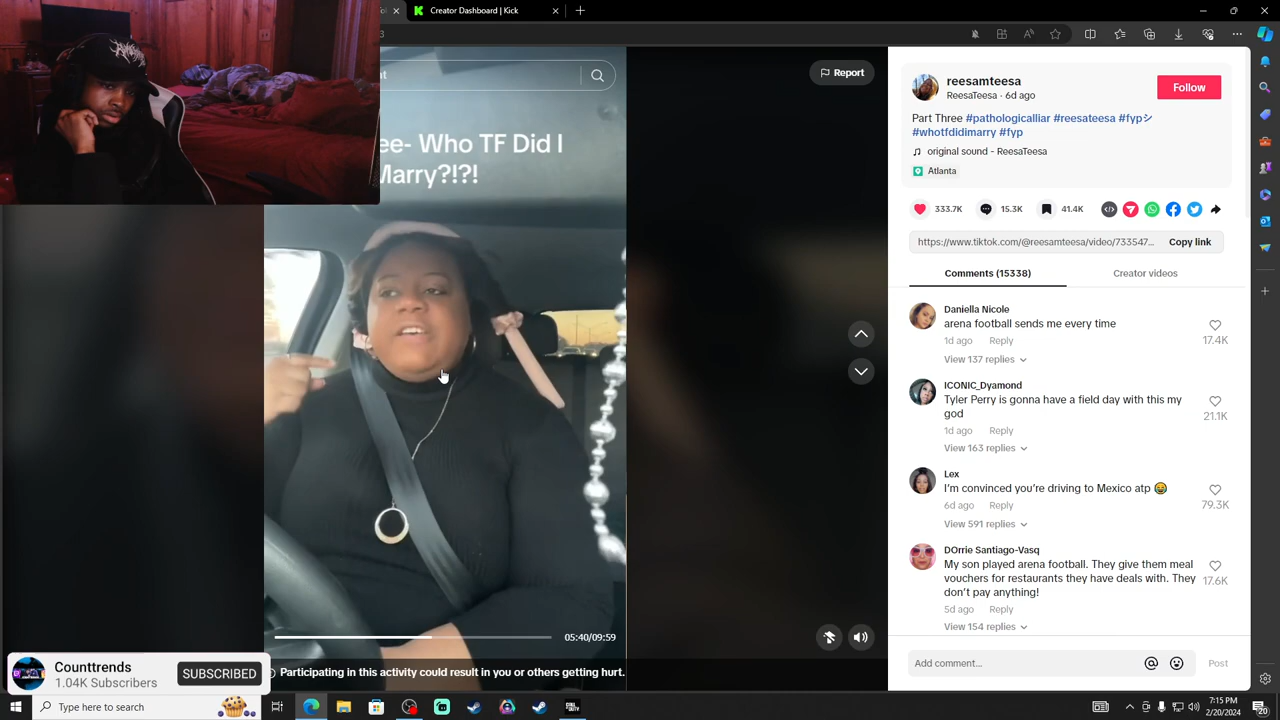 Creator Dashboard | Kick
Report
ee- Who TF Did I
Marry?!?!
05:40/09:59
Participating in this activity could result in you or others getting hurt.
Counttrends
1.04K Subscribers
SUBSCRIBED
reesamteesa
ReesaTeesa · 6d ago
Follow
Part Three #pathologicalliar #reesateesa #fypシ
#whotfdidimarry #fyp
original sound - ReesaTeesa
Atlanta
333.7K
15.3K
41.4K
https://www.tiktok.com/@reesamteesa/video/733547...
Copy link
Comments (15338)
Creator videos
Daniella Nicole
arena football sends me every time
1d ago Reply
17.4K
View 137 replies
ICONIC_Dyamond
Tyler Perry is gonna have a field day with this my
god
1d ago Reply
21.1K
View 163 replies
Lex
I'm convinced you're driving to Mexico atp 😂
6d ago Reply
79.3K
View 591 replies
DOrrie Santiago-Vasq
My son played arena football. They give them meal
vouchers for restaurants they have deals with. They
don't pay anything!
17.6K
5d ago Reply
View 154 replies
Add comment...
Post
Type here to search
7:15 PM
2/20/2024